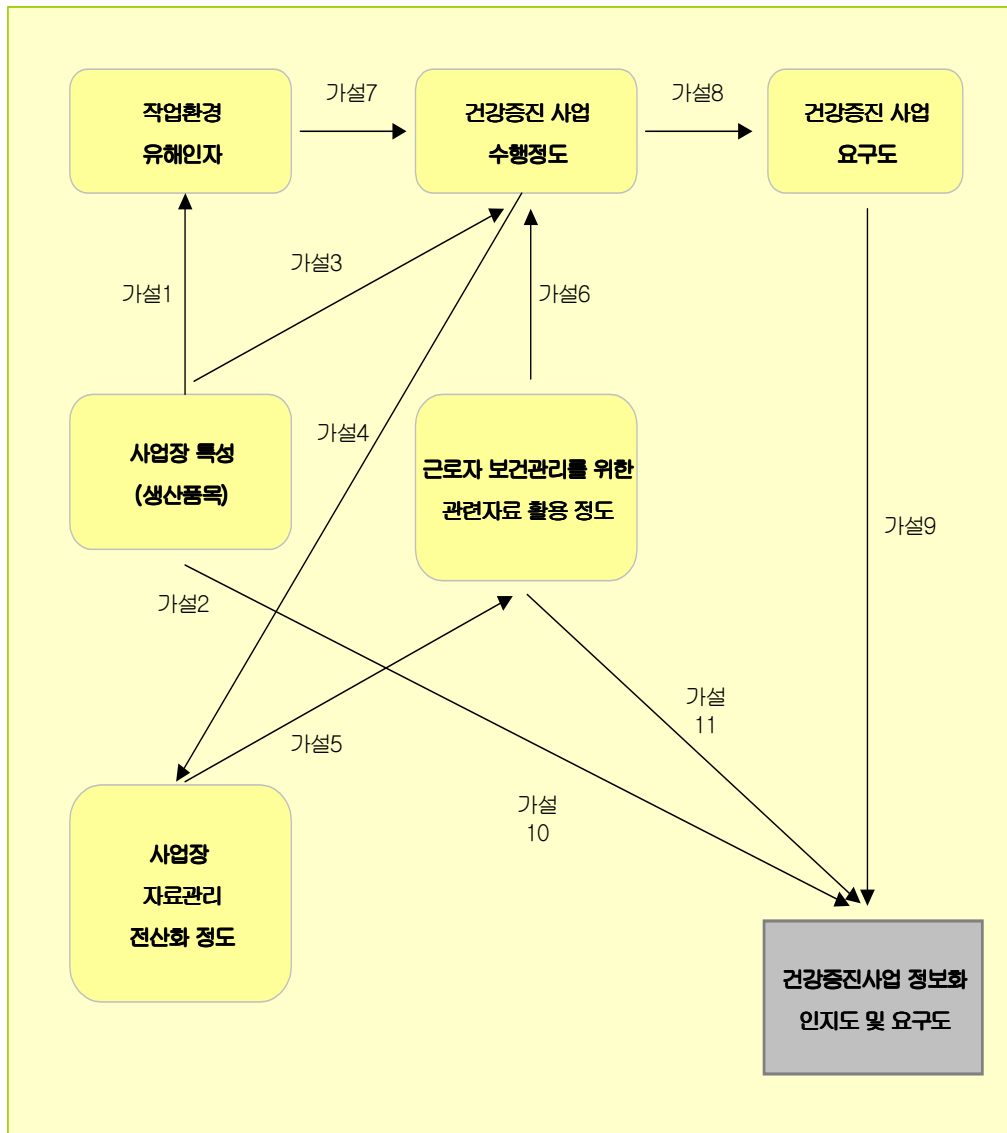 작업환경
유해인자
가설7
건강증진 사업
수행정도
가설8
건강증진 사업
요구도
가설1
가설3
가설6
사업장 특성
(생산품목)
가설4
근로자 보건관리를 위한
관련자료 활용 정도
가설9
가설2
가설5
가설
11
가설
10
사업장
자료관리
전산화 정도
건강증진사업 정보화
인지도 및 요구도